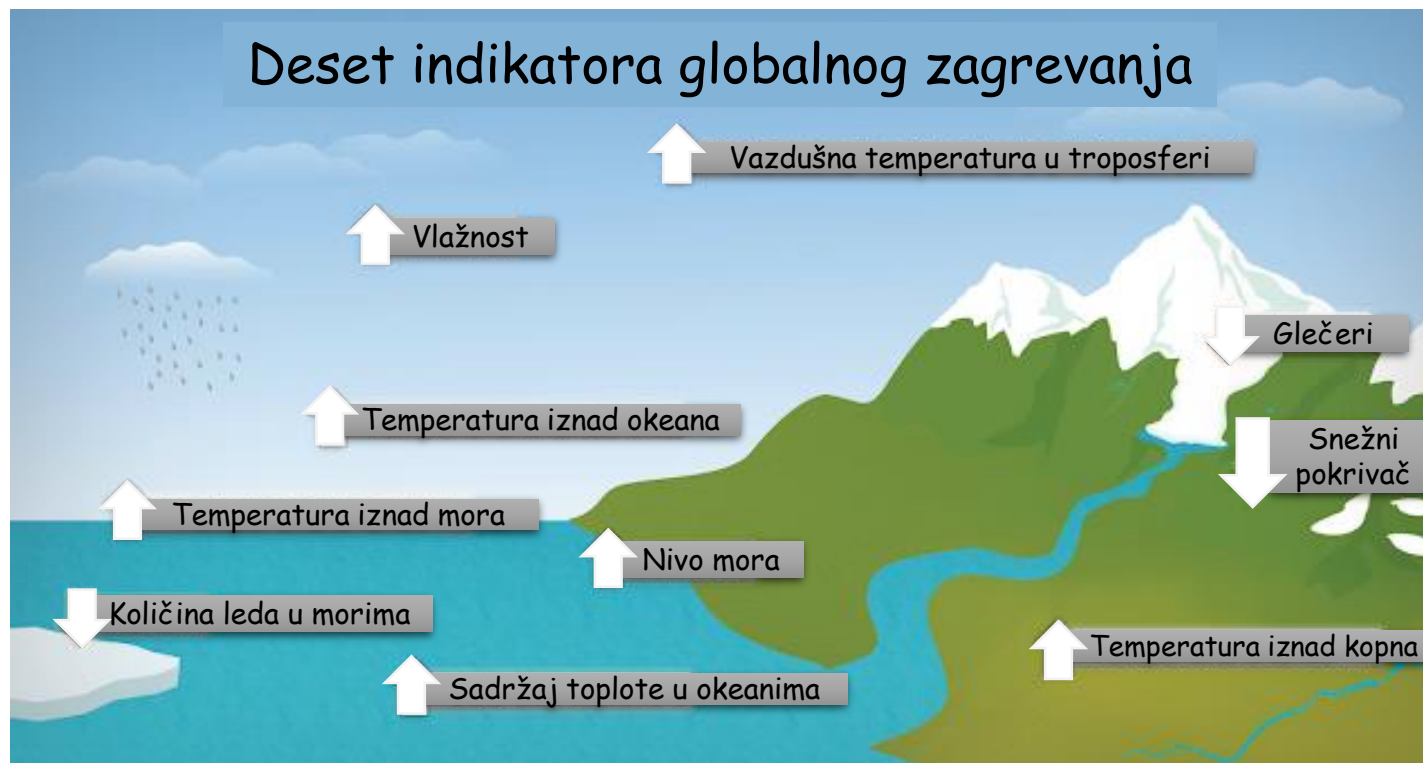 Deset indikatora globalnog zagrevanja
Vazdušna temperatura u troposferi
Vlažnost
Glečeri
Temperatura iznad okeana
Snežni
pokrivač
Temperatura iznad mora
Nivo mora
Količina leda u morima
Temperatura iznad kopna
Sadržaj toplote u okeanima